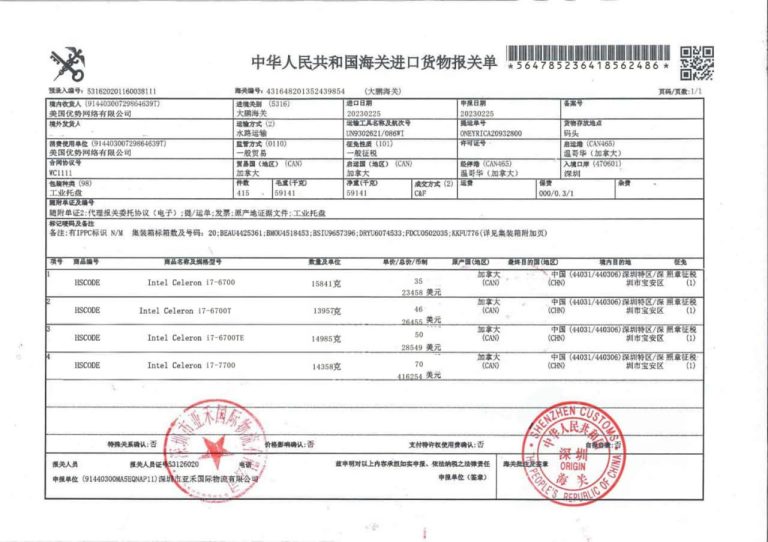 中华人民共和国海关进口货物报关单
*564785236418562486*
预录入编号: 531620201160038111 海关编号: 431648201352439854 (大鹏海关) 页码/页数:1/1
境内收发人 (91440300729864639T) 进境类别 (5316) 进口日期 申报日期 备案号
美国优势网络有限公司 大鹏海关 20230225 20230225
境外发货人 运输方式 (2) 运输工具名称及航次号 提运单号 货物存放地点
水路运输 UN9302621/086WI ONEYRICA20932800 码头
消费使用单位 (91440300729864639T) 监管方式 (0110) 征免性质 (101) 许可证号 启运港 (CAN465)
美国优势网络有限公司 一般贸易 一般征税 温哥华 (加拿大)
合同协议号 贸易国 (地区) (CAN) 启运国 (地区) (CAN) 经停港 (CAN465) 入境口岸 (470601)
WC1111 加拿大 加拿大 温哥华 (加拿大) 深圳
包装种类 (98) 件数 毛重(千克) 净重(千克) 成交方式 (2) 运费 保费 杂费
工业托盘 415 59141 59141 C&F 000/0.3/1
随附单证及编号
随附单证2:代理报关委托协议 (电子);提/运单;发票;原产地证据文件;工业托盘
标记唛码及备注
备注:有IPPC标识 N/M 集装箱标箱数及号码: 20;BEAU4425361;BMOU4518453;BSIU9657396;DRYU6074533;FDCU0502035;KKFU776(详见集装箱附加页)
项号 商品编号 商品名称及规格型号 数量及单位 单价/总价/币制 原产国(地区) 最终目的国(地区) 境内目的地 征免
1 HSCODE Intel Celeron i7-6700 15841克 35 加拿大 中国 (44031/440306)深圳特区/深 照章征税
23458 美元 (CAN) (CHN) 圳市宝安区 (1)
2 HSCODE Intel Celeron i7-6700T 13957克 46 加拿大 中国 (44031/440306)深圳特区/深 照章征税
26455 美元 (CAN) (CHN) 圳市宝安区 (1)
3 HSCODE Intel Celeron i7-6700TE 14985克 50 加拿大 中国 (44031/440306)深圳特区/深 照章征税
28549 美元 (CAN) (CHN) 圳市宝安区 (1)
4 HSCODE Intel Celeron i7-7700 14358克 70 加拿大 中国 (44031/440306)深圳特区/深 照章征税
416254 美元 (CAN) (CHN) 圳市宝安区 (1)
特殊关系确认:否 价格影响确认:否 支付特许权使用费确认:否
报关人员 报关人员证号53126020 电话 兹申明对以上内容承担如实申报、依法纳税之法律责任 海关批注及签章
申报单位 (91440300MA5EQNAP11)深圳市亚禾国际物流有限公司 申报单位 (签章)
深圳市亚禾国际物流有限公司
SHENZHEN CUSTOMS
中华人民共和国
深圳
ORIGIN
海关
THE PEOPLE'S REPUBLIC OF CHINA